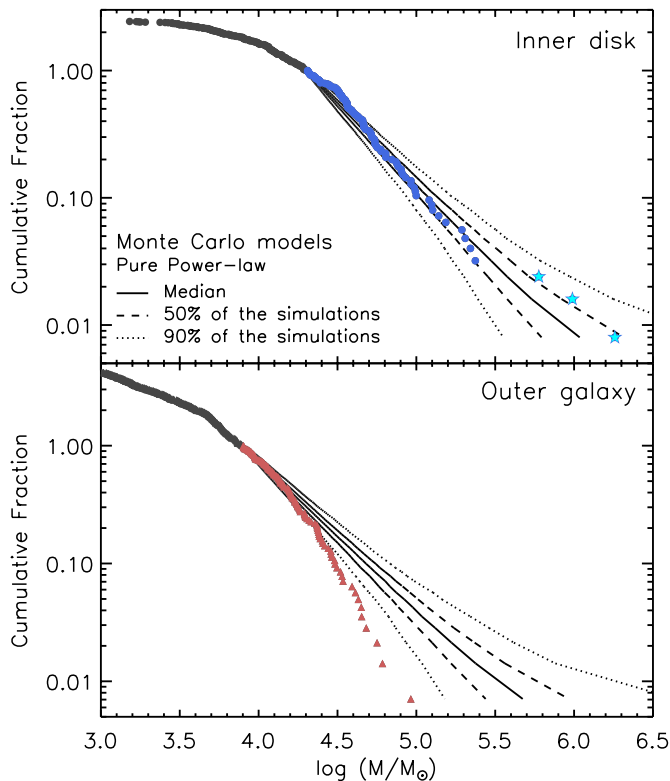 Inner disk
1.00
0.10
0.01
Cumulative Fraction
Monte Carlo models
Pure Power-law
Median
50% of the simulations
90% of the simulations
Outer galaxy
1.00
0.10
0.01
Cumulative Fraction
3.0 3.5 4.0 4.5 5.0 5.5 6.0 6.5
log (M/M⊙)